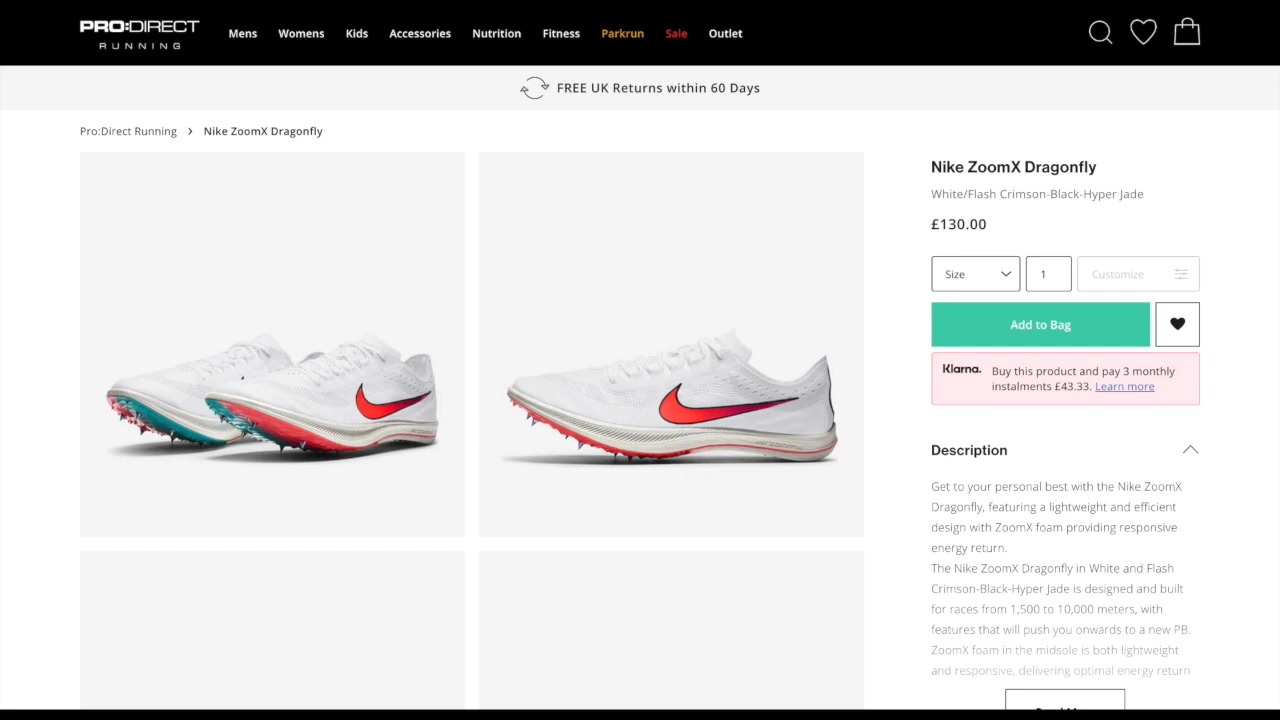 PRO:DIRECT
RUNNING
Mens Womens Kids Accessories Nutrition Fitness Parkrun Sale Outlet
FREE UK Returns within 60 Days
Pro:Direct Running > Nike ZoomX Dragonfly
Nike ZoomX Dragonfly
White/Flash Crimson-Black-Hyper Jade
£130.00
Size 1 Customize
Add to Bag
Klarna. Buy this product and pay 3 monthly
instalments £43.33. Learn more
Description
Get to your personal best with the Nike ZoomX
Dragonfly, featuring a lightweight and efficient
design with ZoomX foam providing responsive
energy return.
The Nike ZoomX Dragonfly in White and Flash
Crimson-Black-Hyper Jade is designed and built
for races from 1,500 to 10,000 meters, with
features that will push you onwards to a new PB.
ZoomX foam in the midsole is both lightweight
and responsive, delivering optimal energy return